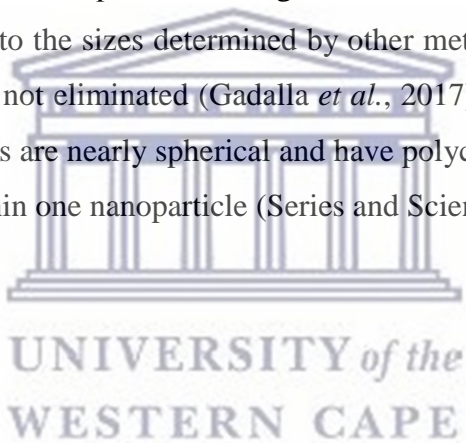 to the sizes determined by other met
not eliminated (Gadalla et al., 2017
s are nearly spherical and have polyc
in one nanoparticle (Series and Scien
UNIVERSITY of the
WESTERN CAPE